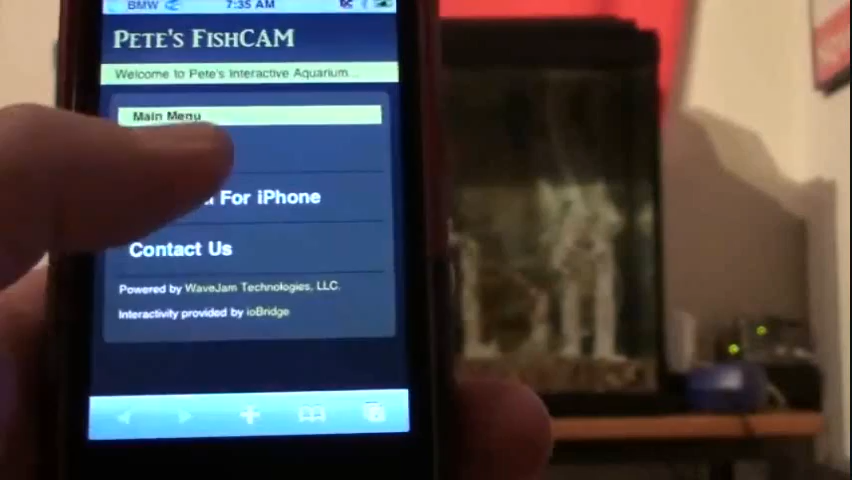 BMW 7:35 AM
PETE'S FISHCAM
Welcome to Pete's Interactive Aquarium...
Main Menu
For iPhone
Contact Us
Powered by WaveJam Technologies, LLC.
Interactivity provided by ioBridge